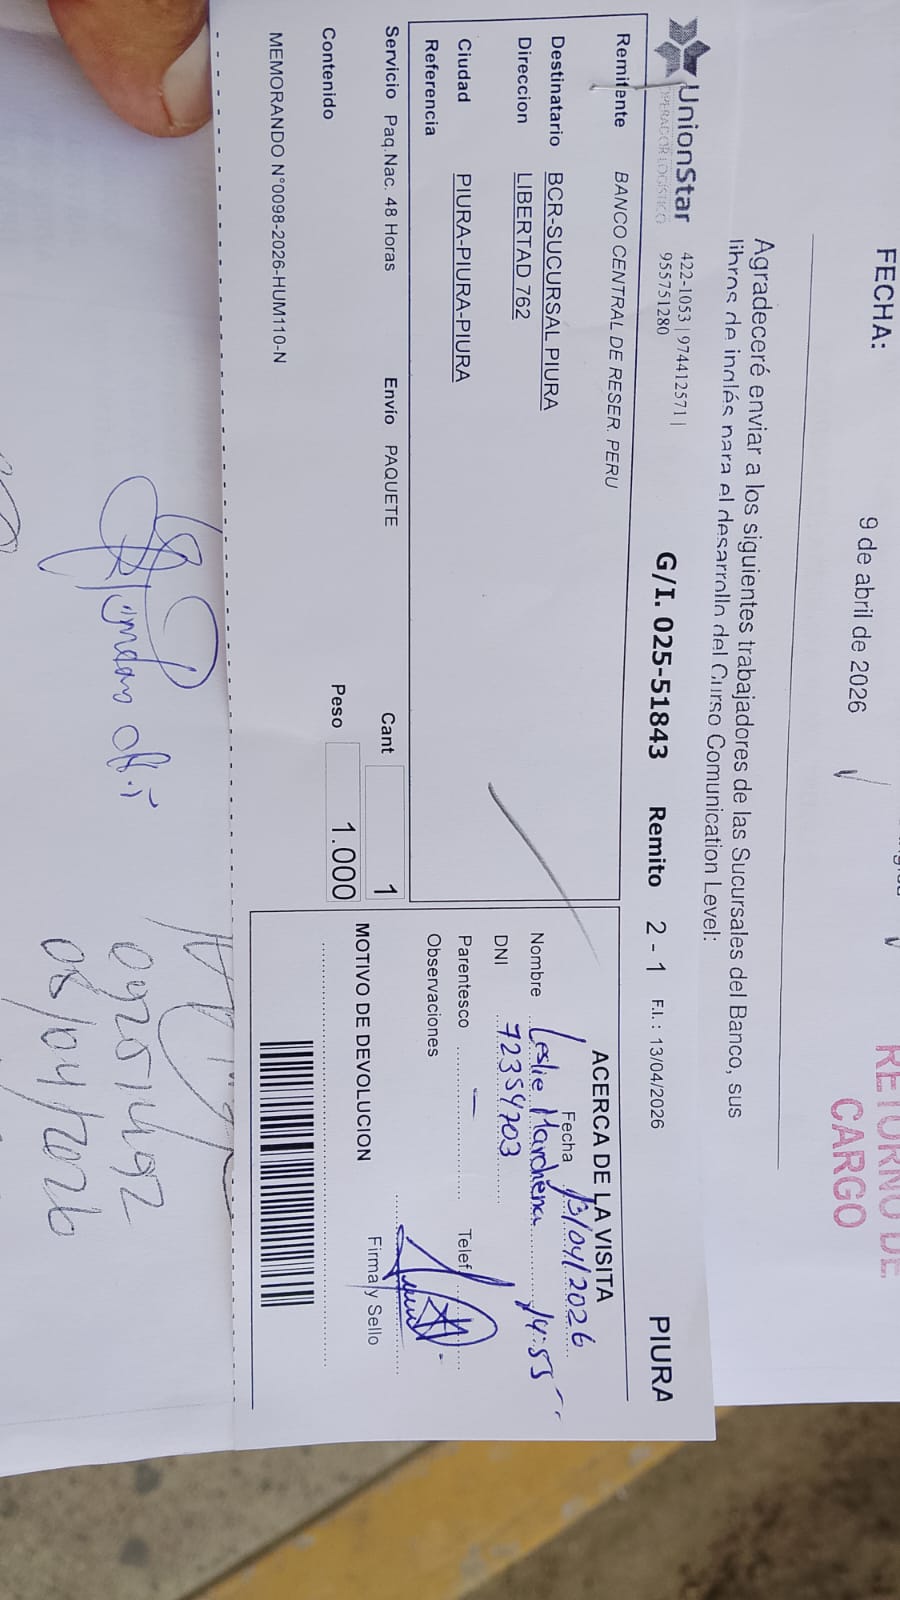 FECHA: 9 de abril de 2026
RETORNO DE
CARGO
Agradeceré enviar a los siguientes trabajadores de las Sucursales del Banco, sus
libros de inglés para el desarrollo del Curso Comunication Level:
UnionStar
OPERADOR LOGISTICO
422-1053 | 974412571 |
955751280
G/I. 025-51843 Remito 2 - 1 F.I.: 13/04/2026 PIURA
Remitente BANCO CENTRAL DE RESER. PERU
Destinatario BCR-SUCURSAL PIURA
Direccion LIBERTAD 762
Ciudad PIURA-PIURA-PIURA
Referencia
Servicio Paq.Nac. 48 Horas Envío PAQUETE Cant 1
Contenido Peso 1.000
MEMORANDO N°0098-2026-HUM110-N
ACERCA DE LA VISITA
Fecha 13/04/2026
Nombre Leslie Marchena 14:55
DNI 72354703
Parentesco — Telef
Observaciones
Firma y Sello
MOTIVO DE DEVOLUCION
09251492
08/04/2026